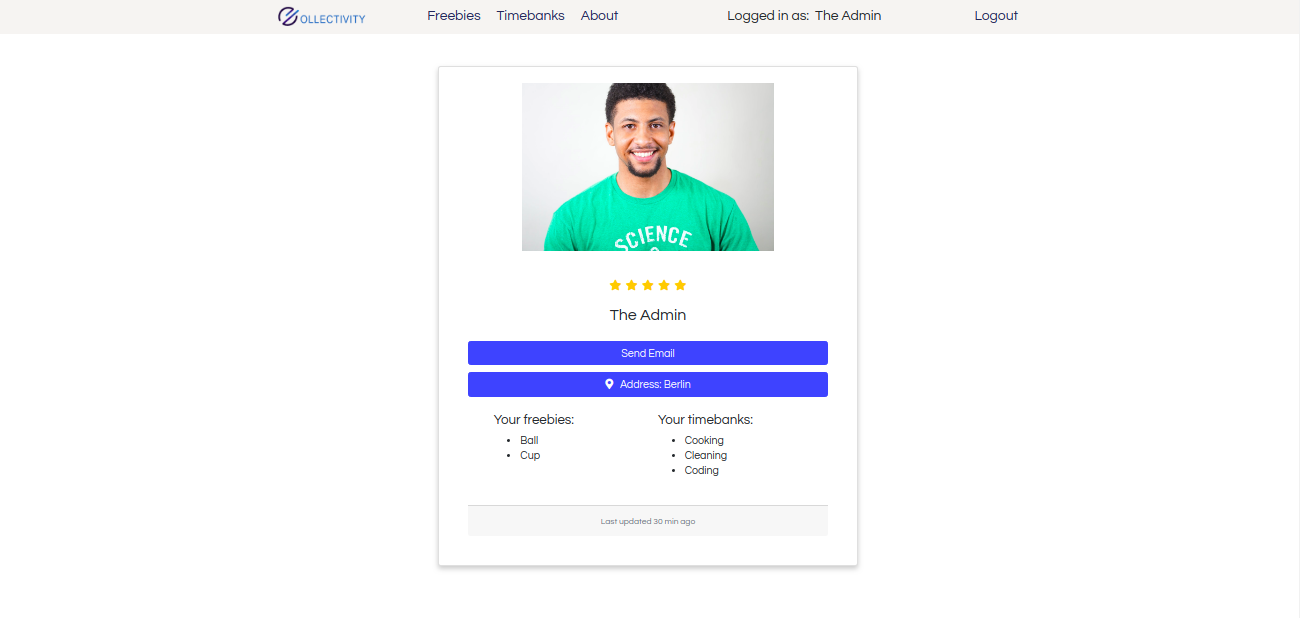 OLLECTIVITY Freebies Timebanks About Logged in as: The Admin Logout
SCIENCE
The Admin
Send Email
Address: Berlin
Your freebies: Your timebanks:
Ball Cooking
Cup Cleaning
Coding
Last updated 30 min ago